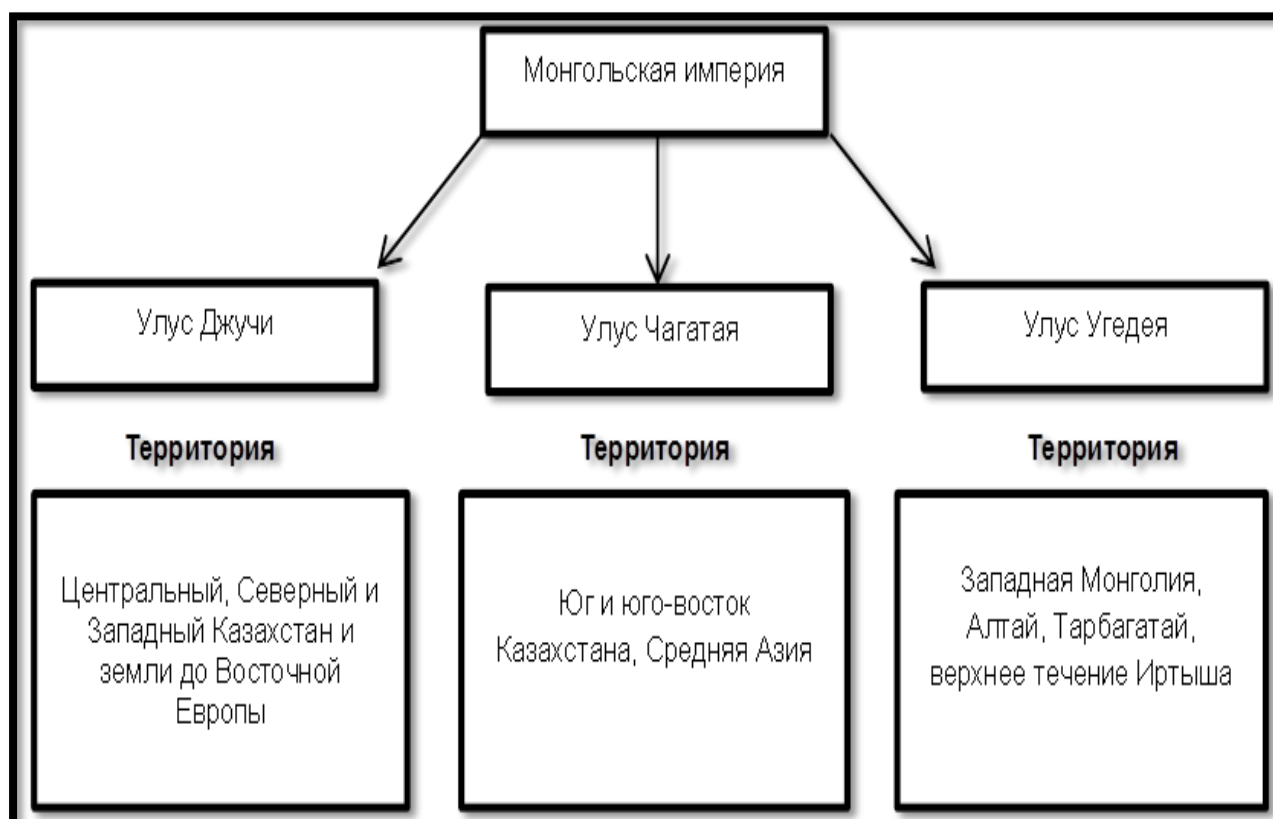 Монгольская империя
Улус Джучи
Улус Чагатая
Улус Угедея
Территория
Территория
Территория
Центральный, Северный и
Западный Казахстан и
земли до Восточной
Европы
Юг и юго-восток
Казахстана, Средняя Азия
Западная Монголия,
Алтай, Тарбагатай,
верхнее течение Иртыша